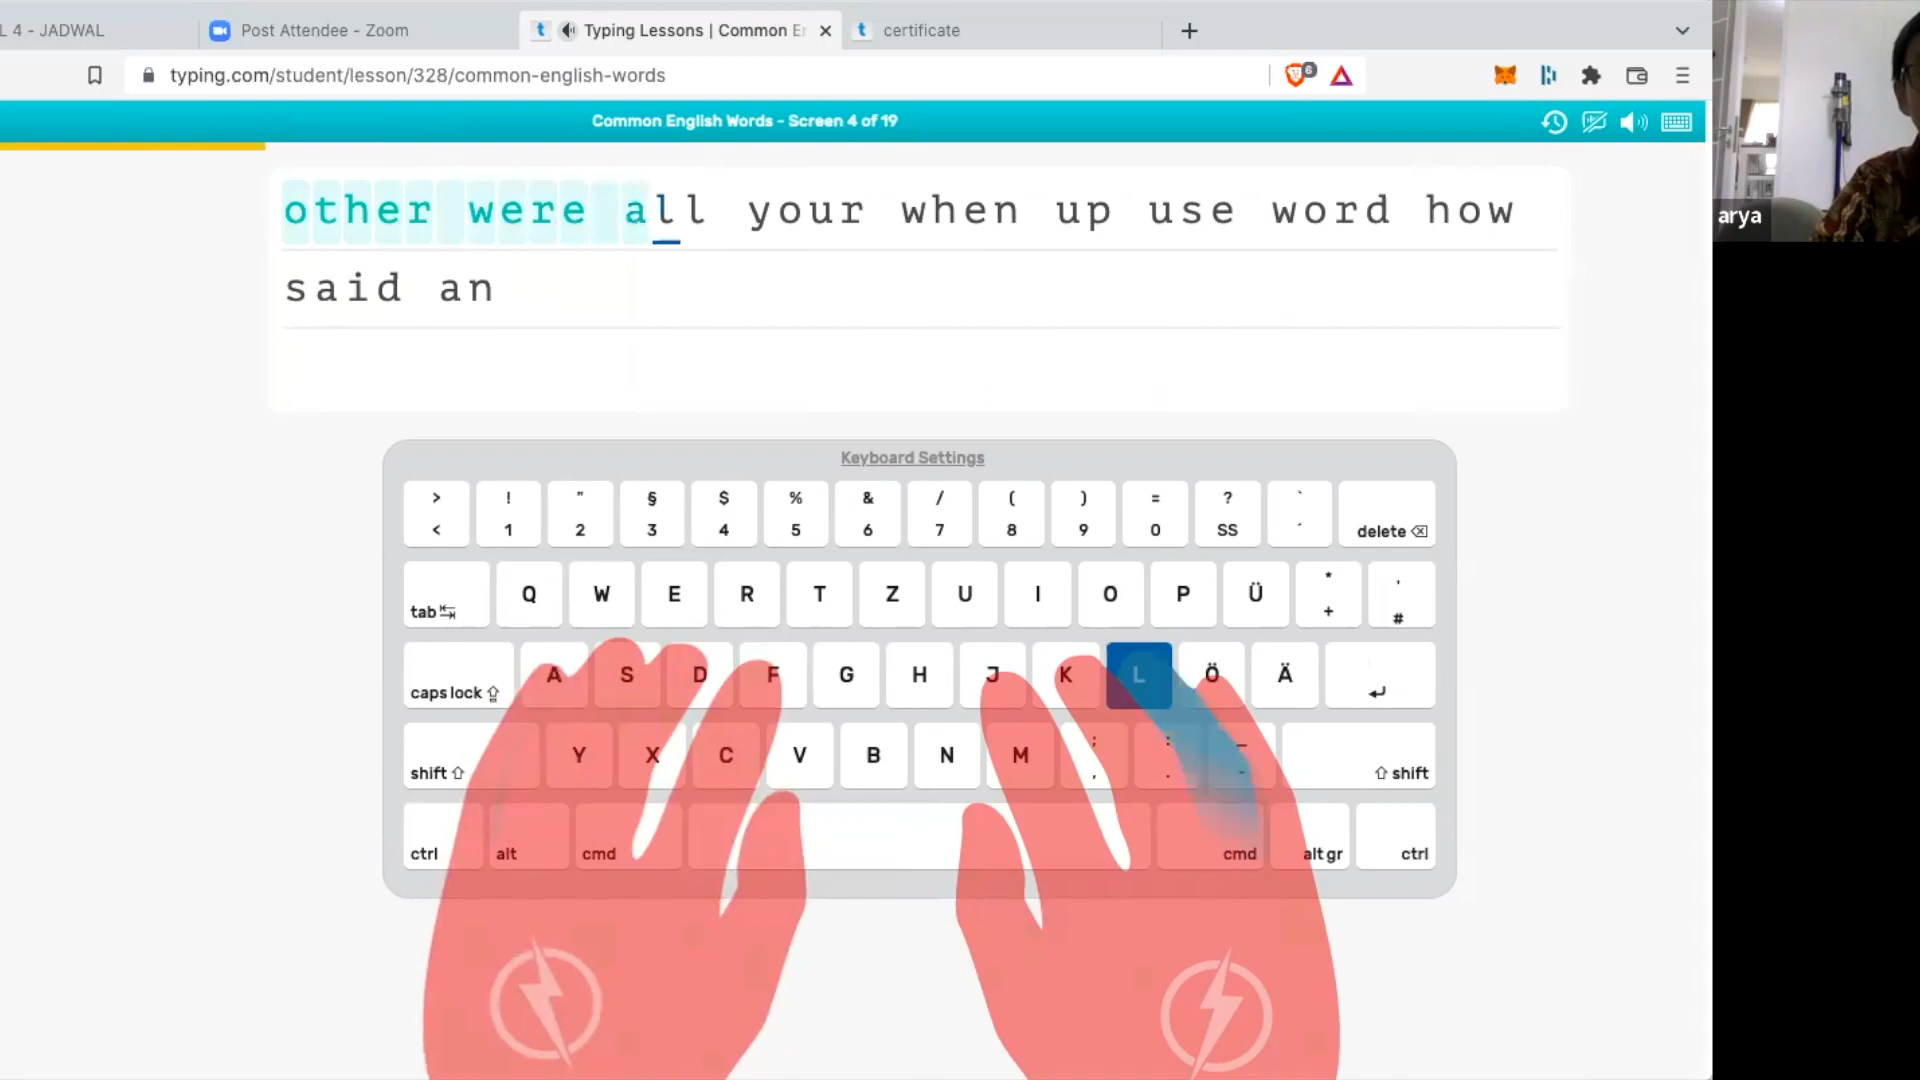 L 4 - JADWAL
Post Attendee - Zoom
t Typing Lessons | Common E
t certificate
typing.com/student/lesson/328/common-english-words
6
Common English Words - Screen 4 of 19
other were all your when up use word how
said an
arya
Keyboard Settings
> ! " § $ % & / ( ) = ? `
< 1 2 3 4 5 6 7 8 9 0 SS ´ delete
tab Q W E R T Z U I O P Ü * + ' #
caps lock A S D F G H J K L Ö Ä
shift Y X C V B N M ; , : . _ - shift
ctrl alt cmd cmd alt gr ctrl